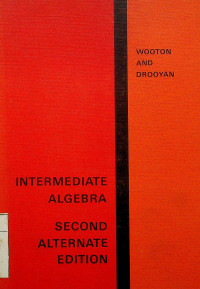 WOOTON
AND
DROOYAN
INTERMEDIATE
ALGEBRA
SECOND
ALTERNATE
EDITION